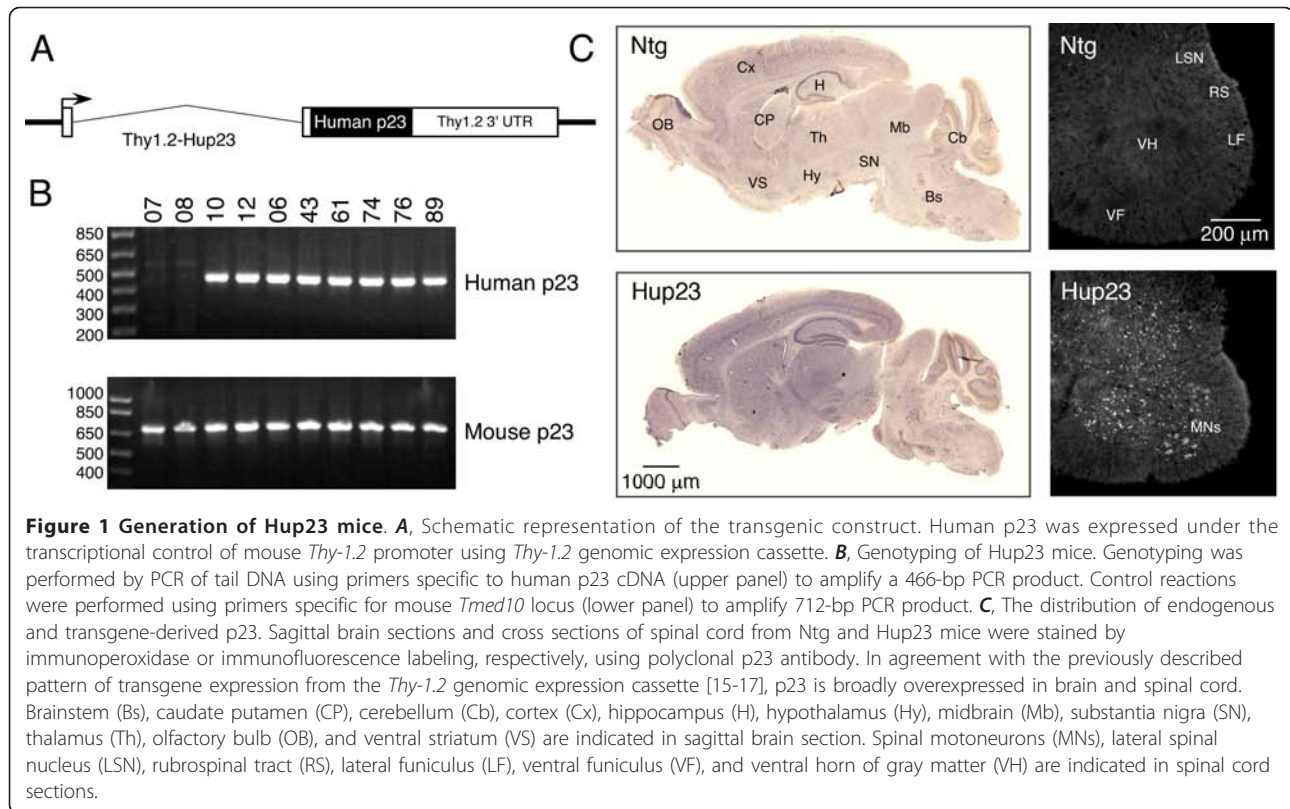 A
Thy1.2-Hup23
Human p23
Thy1.2 3' UTR
B
07 08 10 12 06 43 61 74 76 89
850
650
500
400
300
200
Human p23
1000
850
650
500
400
Mouse p23
C
Ntg
Cx
H
OB
CP
Th
Mb
Cb
SN
VS
Hy
Bs
Ntg
LSN
RS
LF
VH
VF
200 µm
Hup23
1000 µm
Hup23
MNs
Figure 1 Generation of Hup23 mice. A, Schematic representation of the transgenic construct. Human p23 was expressed under the
transcriptional control of mouse Thy-1.2 promoter using Thy-1.2 genomic expression cassette. B, Genotyping of Hup23 mice. Genotyping was
performed by PCR of tail DNA using primers specific to human p23 cDNA (upper panel) to amplify a 466-bp PCR product. Control reactions
were performed using primers specific for mouse Tmed10 locus (lower panel) to amplify 712-bp PCR product. C, The distribution of endogenous
and transgene-derived p23. Sagittal brain sections and cross sections of spinal cord from Ntg and Hup23 mice were stained by
immunoperoxidase or immunofluorescence labeling, respectively, using polyclonal p23 antibody. In agreement with the previously described
pattern of transgene expression from the Thy-1.2 genomic expression cassette [15-17], p23 is broadly overexpressed in brain and spinal cord.
Brainstem (Bs), caudate putamen (CP), cerebellum (Cb), cortex (Cx), hippocampus (H), hypothalamus (Hy), midbrain (Mb), substantia nigra (SN),
thalamus (Th), olfactory bulb (OB), and ventral striatum (VS) are indicated in sagittal brain section. Spinal motoneurons (MNs), lateral spinal
nucleus (LSN), rubrospinal tract (RS), lateral funiculus (LF), ventral funiculus (VF), and ventral horn of gray matter (VH) are indicated in spinal cord
sections.